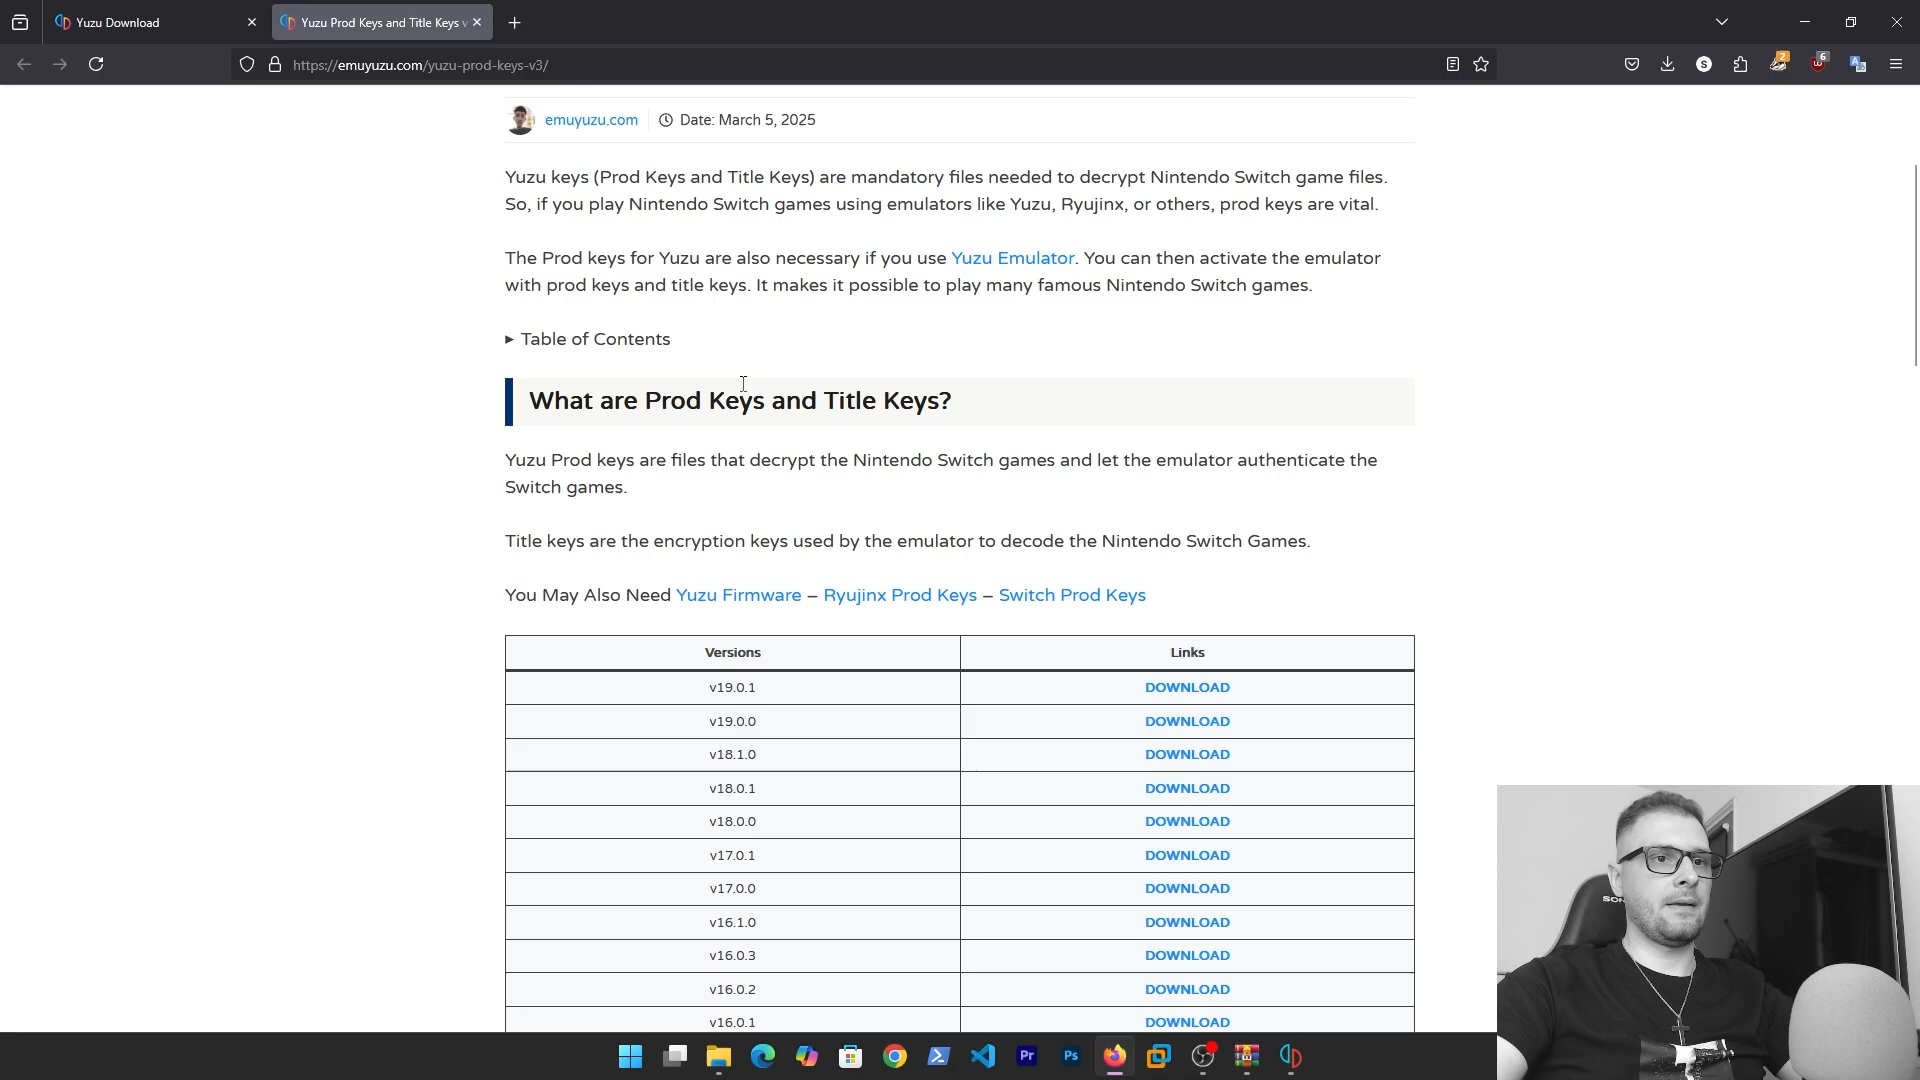 Yuzu Download
Yuzu Prod Keys and Title Keys v
https://emuyuzu.com/yuzu-prod-keys-v3/
S
2
6
emuyuzu.com
Date: March 5, 2025
Yuzu keys (Prod Keys and Title Keys) are mandatory files needed to decrypt Nintendo Switch game files.
So, if you play Nintendo Switch games using emulators like Yuzu, Ryujinx, or others, prod keys are vital.
The Prod keys for Yuzu are also necessary if you use Yuzu Emulator. You can then activate the emulator
with prod keys and title keys. It makes it possible to play many famous Nintendo Switch games.
Table of Contents
What are Prod Keys and Title Keys?
Yuzu Prod keys are files that decrypt the Nintendo Switch games and let the emulator authenticate the
Switch games.
Title keys are the encryption keys used by the emulator to decode the Nintendo Switch Games.
You May Also Need Yuzu Firmware – Ryujinx Prod Keys – Switch Prod Keys
Versions Links
v19.0.1 DOWNLOAD
v19.0.0 DOWNLOAD
v18.1.0 DOWNLOAD
v18.0.1 DOWNLOAD
v18.0.0 DOWNLOAD
v17.0.1 DOWNLOAD
v17.0.0 DOWNLOAD
v16.1.0 DOWNLOAD
v16.0.3 DOWNLOAD
v16.0.2 DOWNLOAD
v16.0.1 DOWNLOAD
Pr
Ps